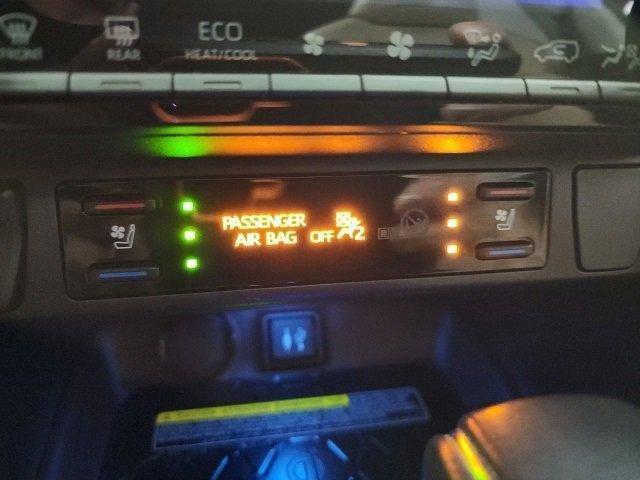 FRONT
REAR
ECO
HEAT/COOL
PASSENGER
AIR BAG OFF
2